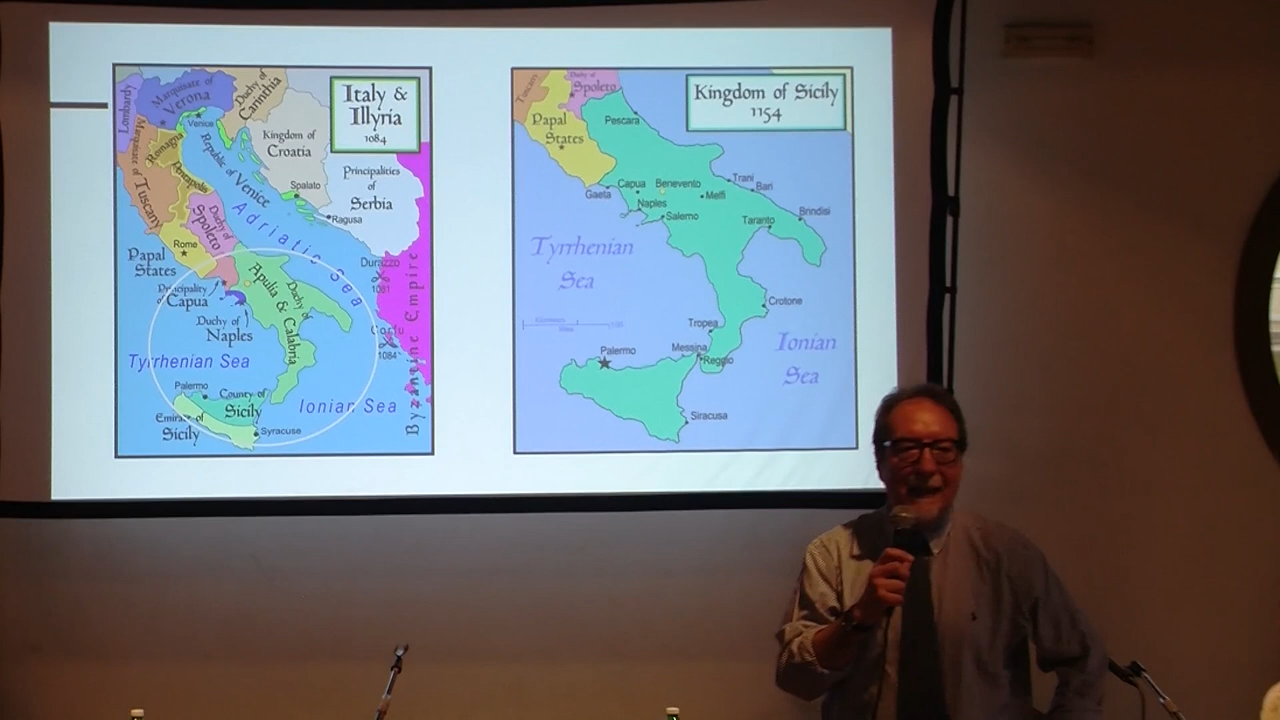 Italy &
Illyria
1084
Lombardy
Marquisate of
Verona
Duchy of
Carinthia
Venice
Kingdom of
Croatia
Romagna
Pentapolis
Marquisate of Tuscany
Republic of Venice
Principalities
of
Serbia
Spalato
Ragusa
Adriatic Sea
Duchy of
Spoleto
Rome
Papal
States
Principality
of Capua
Duchy of
Naples
Duchy of
Apulia & Calabria
Durazzo
1081
Corfu
1084
Byzantine Empire
Tyrrhenian Sea
Palermo
County of
Sicily
Emirate of
Sicily
Syracuse
Ionian Sea
Kingdom of Sicily
1154
Tuscany
Duchy of
Spoleto
Papal
States
Pescara
Gaeta
Capua
Benevento
Naples
Salerno
Melfi
Trani
Bari
Brindisi
Taranto
Tyrrhenian
Sea
Crotone
Tropea
Messina
Reggio
Palermo
Siracusa
Ionian
Sea